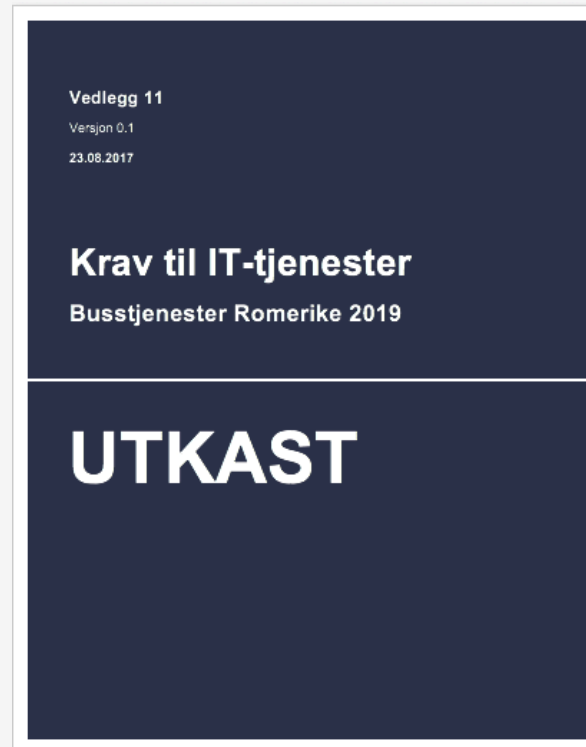 Vedlegg 11
Versjon 0.1
23.08.2017
Krav til IT-tjenester
Busstjenester Romerike 2019
UTKAST